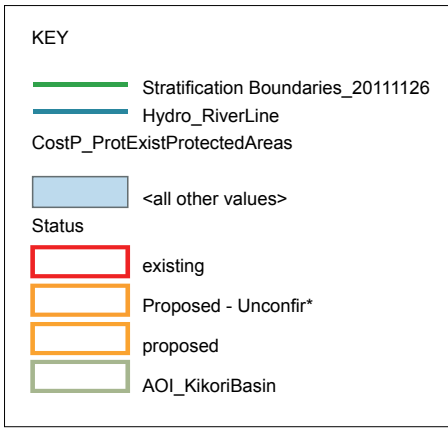 KEY
Stratification Boundaries_20111126
Hydro_RiverLine
CostP_ProtExistProtectedAreas
<all other values>
Status
existing
Proposed - Unconfir*
proposed
AOI_KikoriBasin